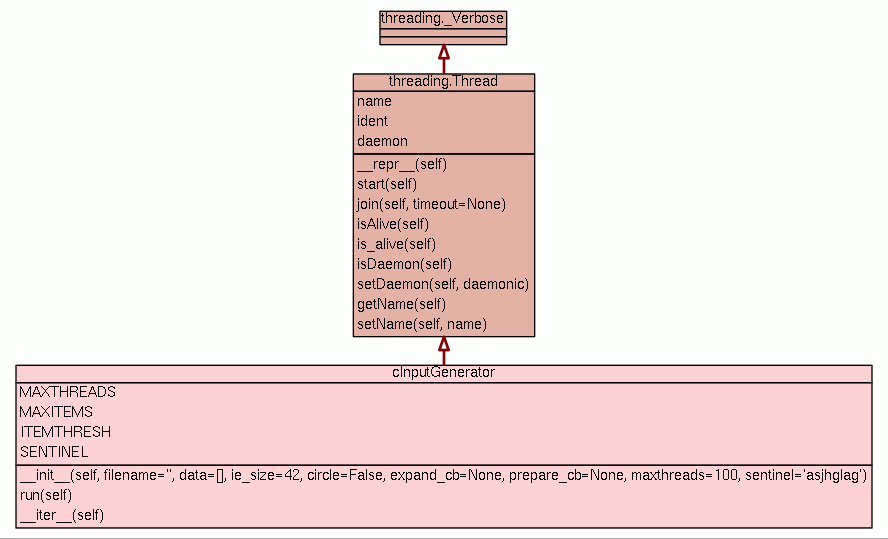 threading._Verbose
threading.Thread
name
ident
daemon
__repr__(self)
start(self)
join(self, timeout=None)
isAlive(self)
is_alive(self)
isDaemon(self)
setDaemon(self, daemonic)
getName(self)
setName(self, name)
cInputGenerator
MAXTHREADS
MAXITEMS
ITEMTHRESH
SENTINEL
__init__(self, filename='', data=[], ie_size=42, circle=False, expand_cb=None, prepare_cb=None, maxthreads=100, sentinel='asjhglag')
run(self)
__iter__(self)